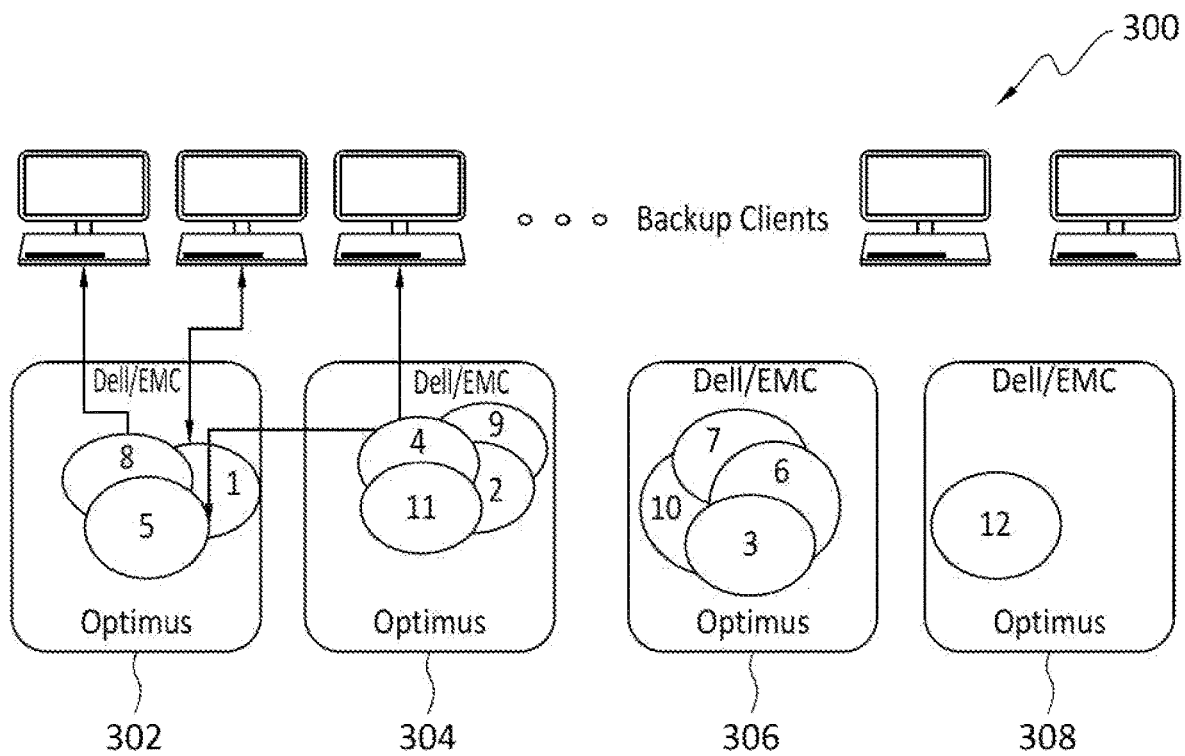 300
Backup Clients
Dell/EMC Dell/EMC Dell/EMC Dell/EMC
8 1 5
4 9 2 11
7 6 10 3
12
Optimus Optimus Optimus Optimus
302 304 306 308